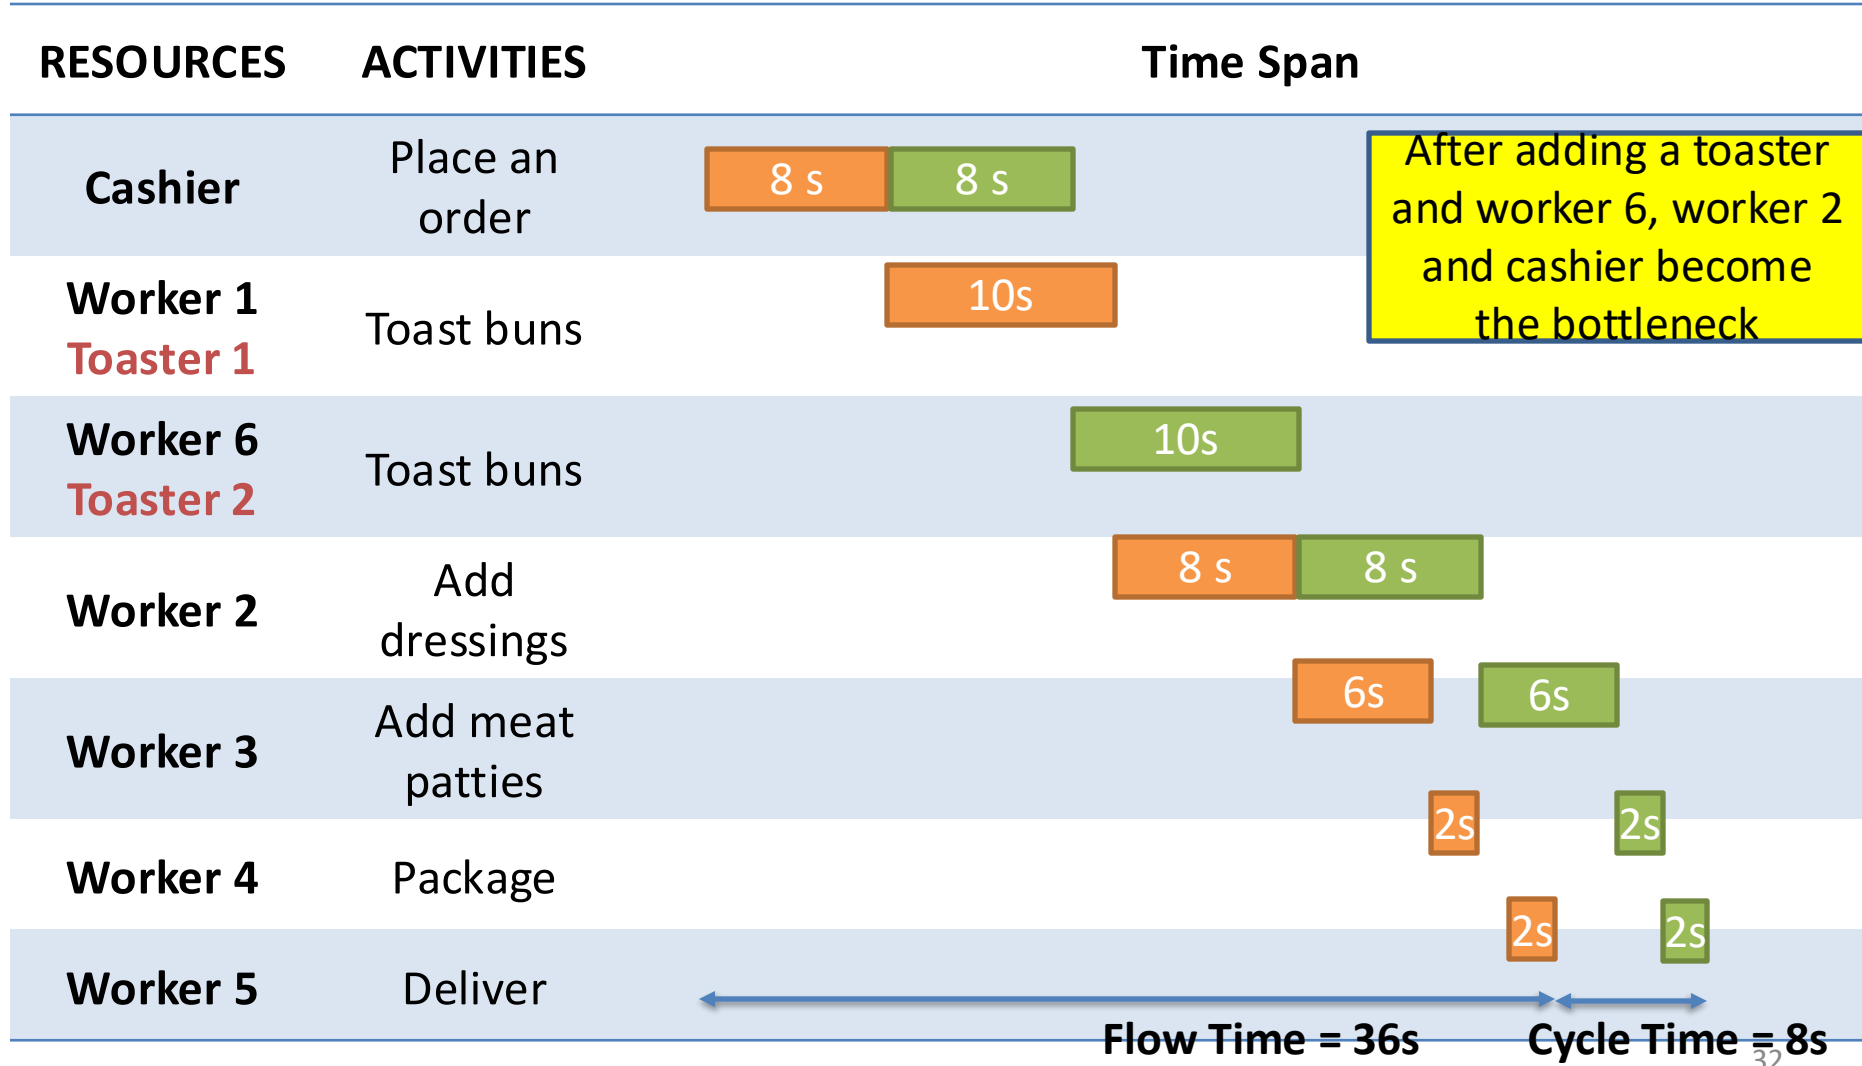 RESOURCES ACTIVITIES Time Span
Cashier
Place an
order
8 s 8 s
After adding a toaster
and worker 6, worker 2
and cashier become
the bottleneck
Worker 1
Toaster 1
Toast buns
10s
Worker 6
Toaster 2
Toast buns
10s
Worker 2
Add
dressings
8 s 8 s
Worker 3
Add meat
patties
6s 6s
Worker 4
Package
2s 2s
Worker 5
Deliver
2s 2s
Flow Time = 36s Cycle Time = 8s
32